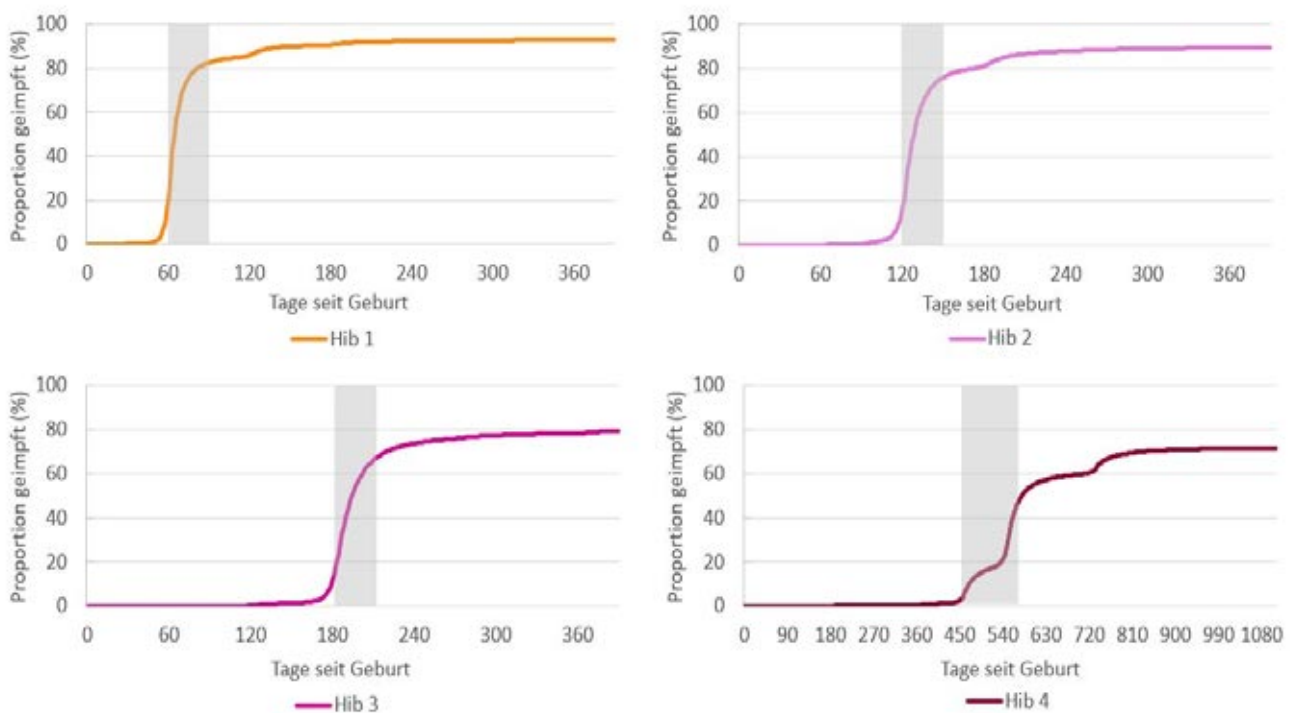 Proportion geimpft (%)
100
80
60
40
20
0
0 60 120 180 240 300 360
Tage seit Geburt
Hib 1
Proportion geimpft (%)
100
80
60
40
20
0
0 60 120 180 240 300 360
Tage seit Geburt
Hib 2
Proportion geimpft (%)
100
80
60
40
20
0
0 60 120 180 240 300 360
Tage seit Geburt
Hib 3
Proportion geimpft (%)
100
80
60
40
20
0
0 90 180 270 360 450 540 630 720 810 900 990 1080
Tage seit Geburt
Hib 4